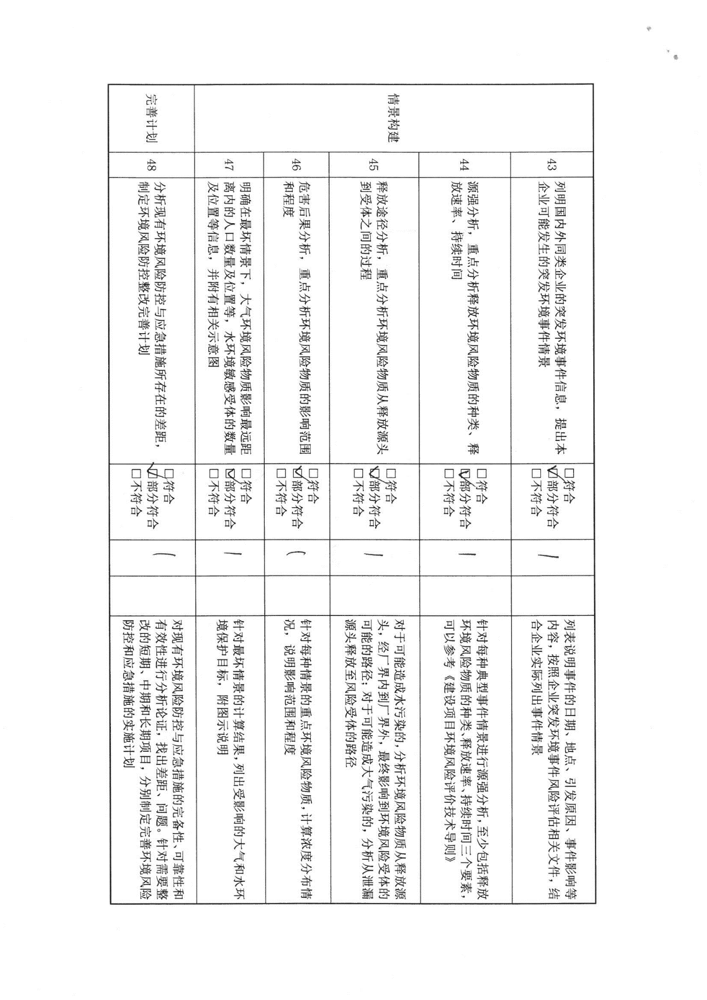 情景构建
43
列明国内外同类企业的突发环境事件信息，提出本
企业可能发生的突发环境事件情景
□符合
☑部分符合
□不符合
1
列表说明事件的日期、地点、引发原因、事件影响等
内容，按照企业突发环境事件风险评估相关文件，结
合企业实际列出事件情景
44
源强分析，重点分析释放环境风险物质的种类、释
放速率、持续时间
□符合
☑部分符合
□不符合
1
针对每种典型事件情景进行源强分析，至少包括释放
环境风险物质的种类、释放速率、持续时间三个要素，
可以参考《建设项目环境风险评价技术导则》
45
释放途径分析，重点分析环境风险物质从释放源头
到受体之间的过程
□符合
☑部分符合
□不符合
1
对于可能造成水污染的，分析环境风险物质从释放源
头，经厂界内到厂界外，最终影响到环境风险受体的
可能的路径；对于可能造成大气污染的，分析从泄漏
源头释放至风险受体的路径
46
危害后果分析，重点分析环境风险物质的影响范围
和程度
□符合
☑部分符合
□不符合
1
针对每种情景的重点环境风险物质，计算浓度分布情
况，说明影响范围和程度
47
明确在最坏情景下，大气环境风险物质影响最远距
离内的人口数量及位置等，水环境敏感受体的数量
及位置等信息，并附有相关示意图
□符合
☑部分符合
□不符合
1
针对最坏情景的计算结果，列出受影响的大气和水环
境保护目标，附图示说明
完善计划
48
分析现有环境风险防控与应急措施所存在的差距，
制定环境风险防控整改完善计划
□符合
☑部分符合
□不符合
1
对现有环境风险防控与应急措施的完备性、可靠性和
有效性进行分析论证，找出差距、问题。针对需要整
改的短期、中期和长期项目，分别制定完善环境风险
防控和应急措施的实施计划